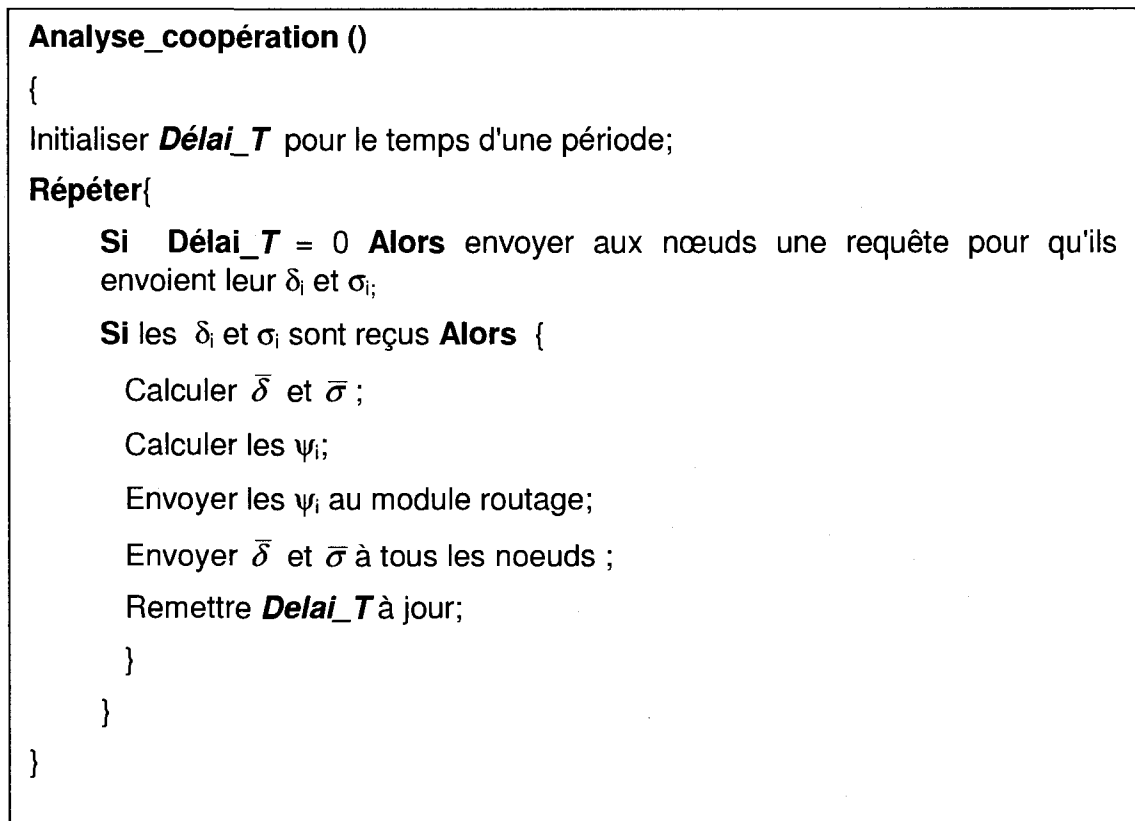 Analyse_coopération ()
{
Initialiser Délai_T pour le temps d'une période;
Répéter{
Si Délai_T = 0 Alors envoyer aux nœuds une requête pour qu'ils
envoient leur δi et σi;
Si les δi et σi sont reçus Alors {
Calculer δ̅ et σ̅ ;
Calculer les ψi;
Envoyer les ψi au module routage;
Envoyer δ̅ et σ̅ à tous les noeuds ;
Remettre Delai_T à jour;
}
}
}